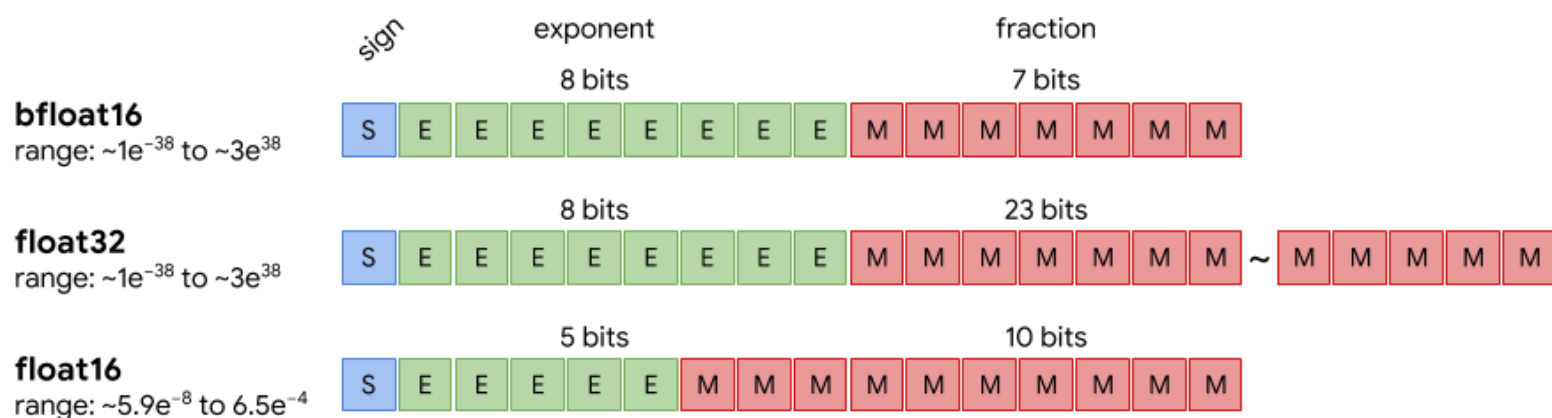 sign exponent fraction
8 bits 7 bits
bfloat16
S E E E E E E E E M M M M M M M
range: ~1e⁻³⁸ to ~3e³⁸
8 bits 23 bits
float32
S E E E E E E E E M M M M M M M ~ M M M M M
range: ~1e⁻³⁸ to ~3e³⁸
5 bits 10 bits
float16
S E E E E E M M M M M M M M M M
range: ~5.9e⁻⁸ to 6.5e⁻⁴